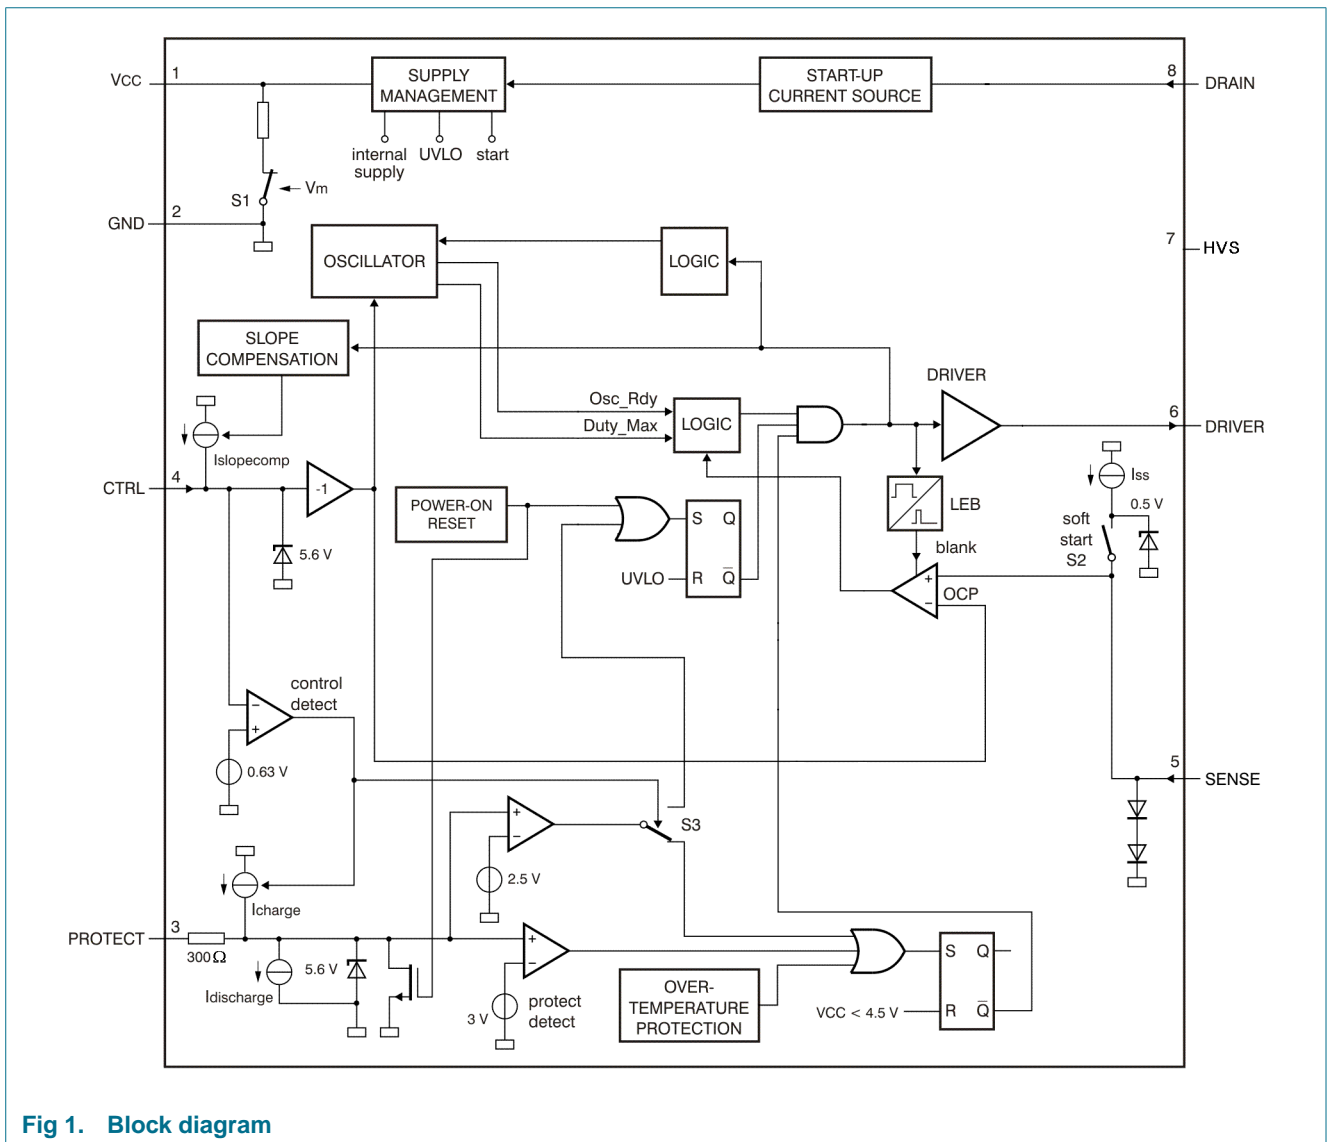 VCC
1
SUPPLY
MANAGEMENT
START-UP
CURRENT SOURCE
8
DRAIN
internal
supply
UVLO
start
S1
Vm
GND
2
OSCILLATOR
LOGIC
7
HVS
SLOPE
COMPENSATION
DRIVER
Osc_Rdy
Duty_Max
LOGIC
6
DRIVER
Islopecomp
CTRL
4
-1
POWER-ON
RESET
S
Q
UVLO
R
Q̅
LEB
blank
Iss
0.5 V
soft
start
S2
5.6 V
+
−
OCP
control
detect
−
+
0.63 V
5
SENSE
+
−
S3
2.5 V
Icharge
PROTECT
3
300Ω
Idischarge
5.6 V
+
−
3 V
protect
detect
OVER-
TEMPERATURE
PROTECTION
S
Q
VCC < 4.5 V
R
Q̅
Fig 1. Block diagram